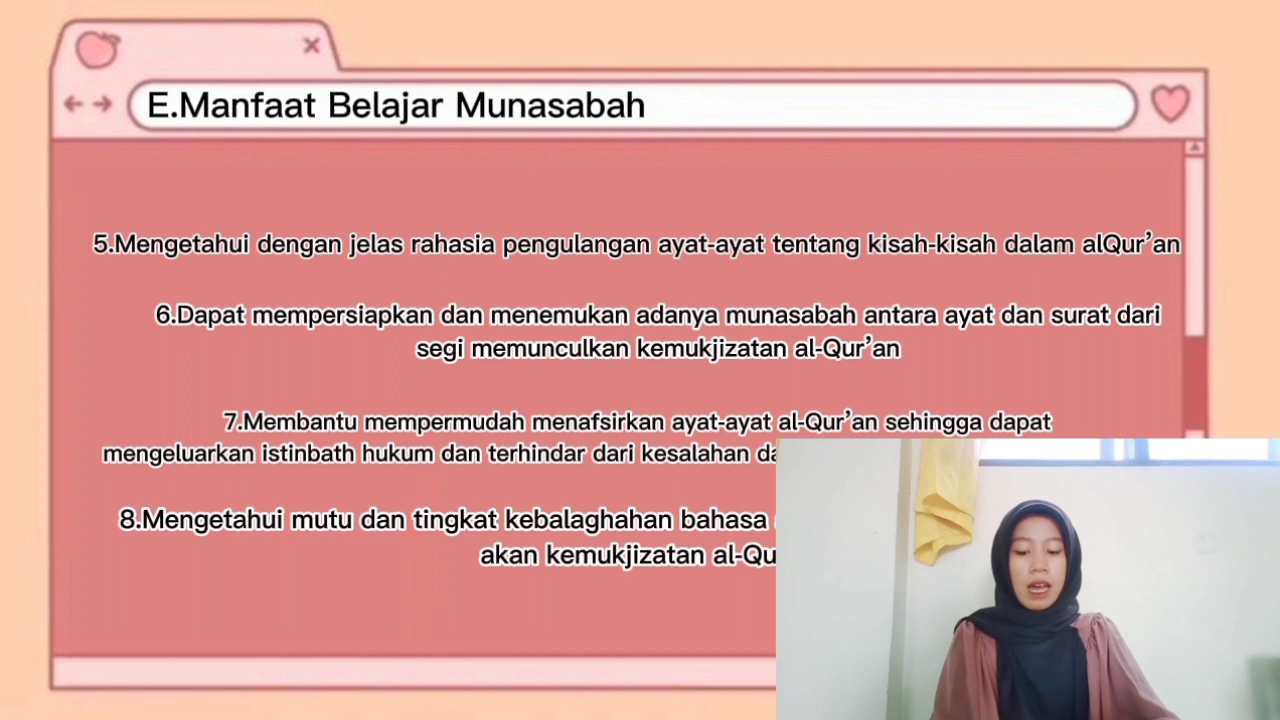 E.Manfaat Belajar Munasabah
5.Mengetahui dengan jelas rahasia pengulangan ayat-ayat tentang kisah-kisah dalam alQur’an
6.Dapat mempersiapkan dan menemukan adanya munasabah antara ayat dan surat dari
segi memunculkan kemukjizatan al-Qur’an
7.Membantu mempermudah menafsirkan ayat-ayat al-Qur’an sehingga dapat
mengeluarkan istinbath hukum dan terhindar dari kesalahan
8.Mengetahui mutu dan tingkat kebalaghahan bahasa
akan kemukjizatan